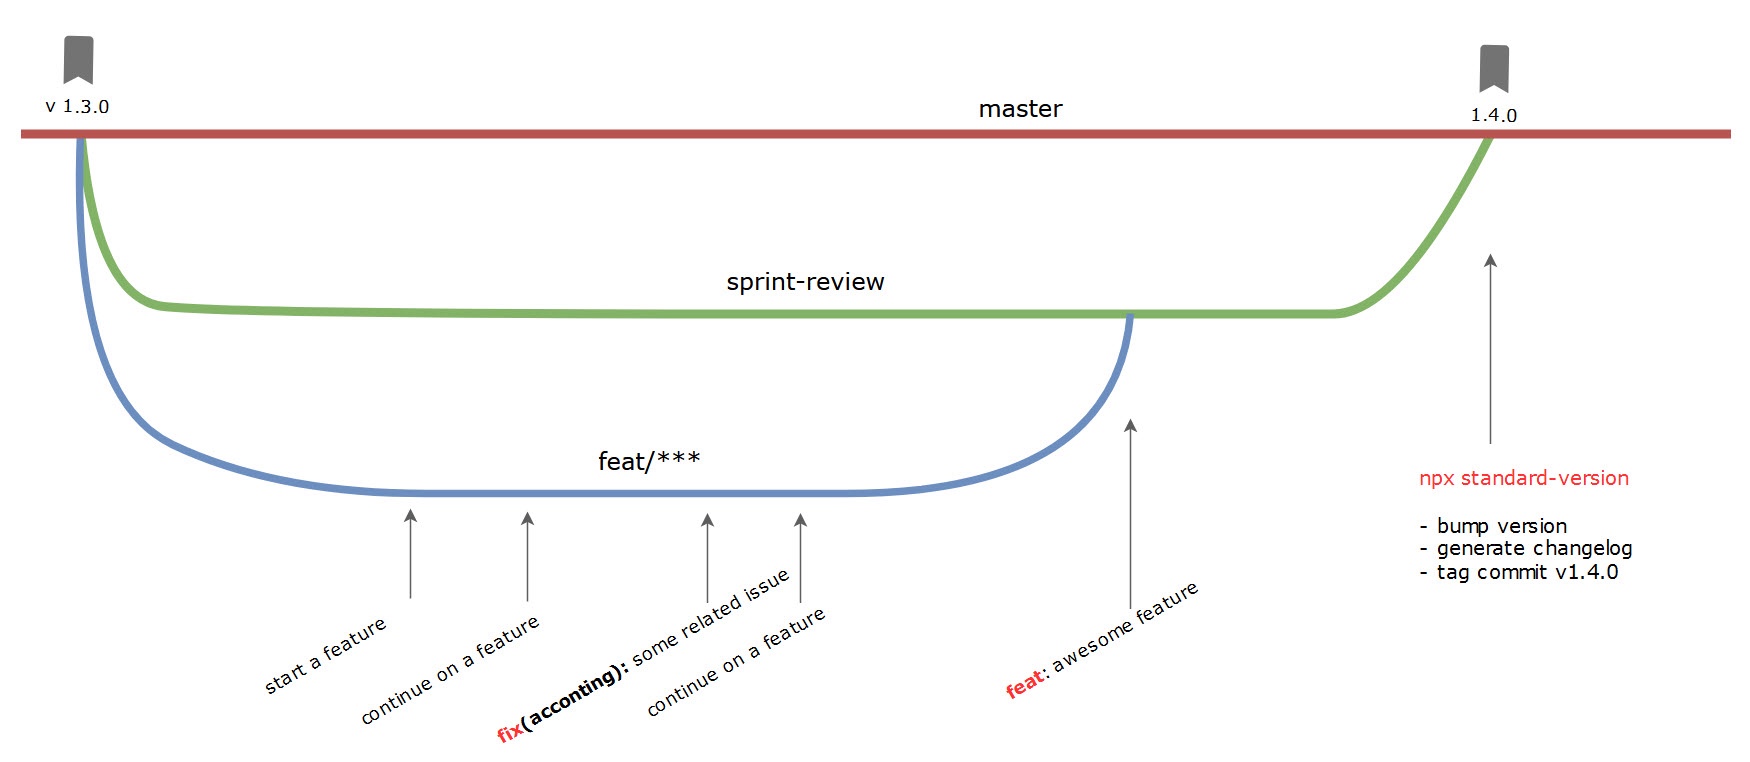 v 1.3.0
master
1.4.0
sprint-review
feat/***
npx standard-version
- bump version
- generate changelog
- tag commit v1.4.0
start a feature
continue on a feature
fix(acconting): some related issue
continue on a feature
feat: awesome feature